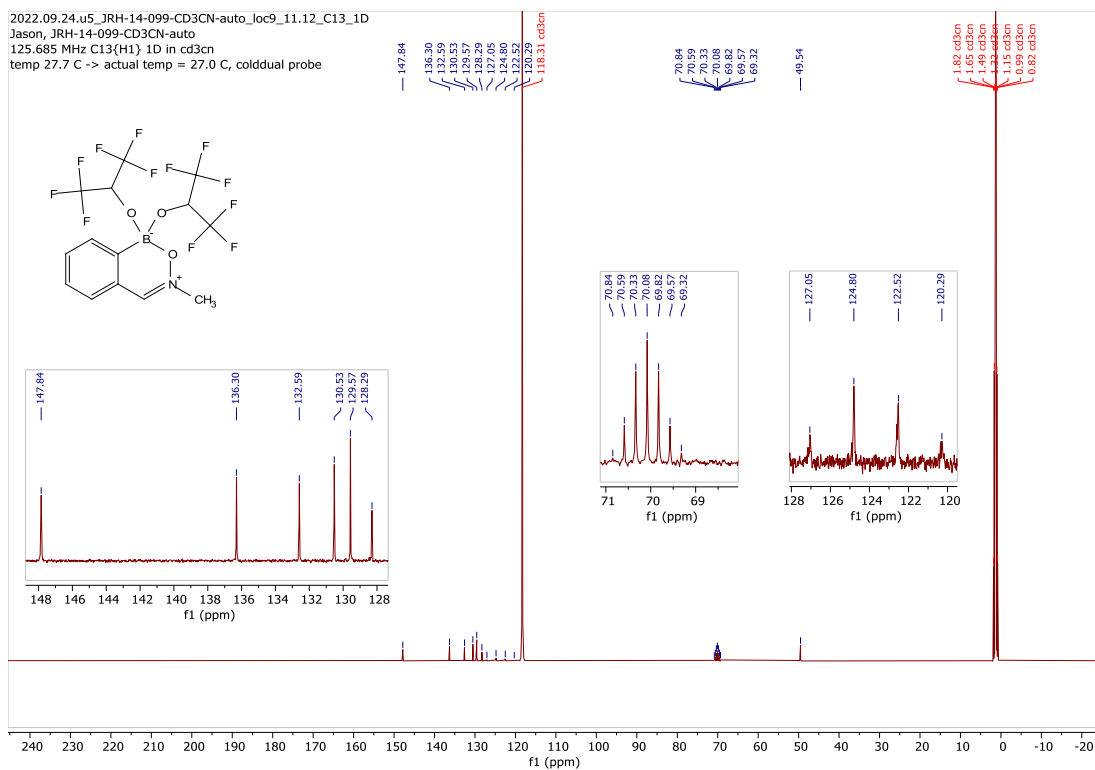 2022.09.24.u5_JRH-14-099-CD3CN-auto_loc9_11.12_C13_1D
Jason, JRH-14-099-CD3CN-auto
125.685 MHz C13{H1} 1D in cd3cn
temp 27.7 C -> actual temp = 27.0 C, colddual probe
147.84
136.30
132.59
130.53
129.57
128.29
127.05
124.80
122.52
120.29
118.31 cd3cn
70.84
70.59
70.33
70.08
69.82
69.57
69.32
49.54
1.82 cd3cn
1.65 cd3cn
1.49 cd3cn
1.32 cd3cn
1.15 cd3cn
0.99 cd3cn
0.82 cd3cn
F
F
F
F
F
F
F
F
F
F
F
F
O
O
B-
O
N+
CH3
147.84
136.30
132.59
130.53
129.57
128.29
148 146 144 142 140 138 136 134 132 130 128
f1 (ppm)
70.84
70.59
70.33
70.08
69.82
69.57
69.32
71 70 69
f1 (ppm)
127.05
124.80
122.52
120.29
128 126 124 122 120
f1 (ppm)
240 230 220 210 200 190 180 170 160 150 140 130 120 110 100 90 80 70 60 50 40 30 20 10 0 -10 -20
f1 (ppm)